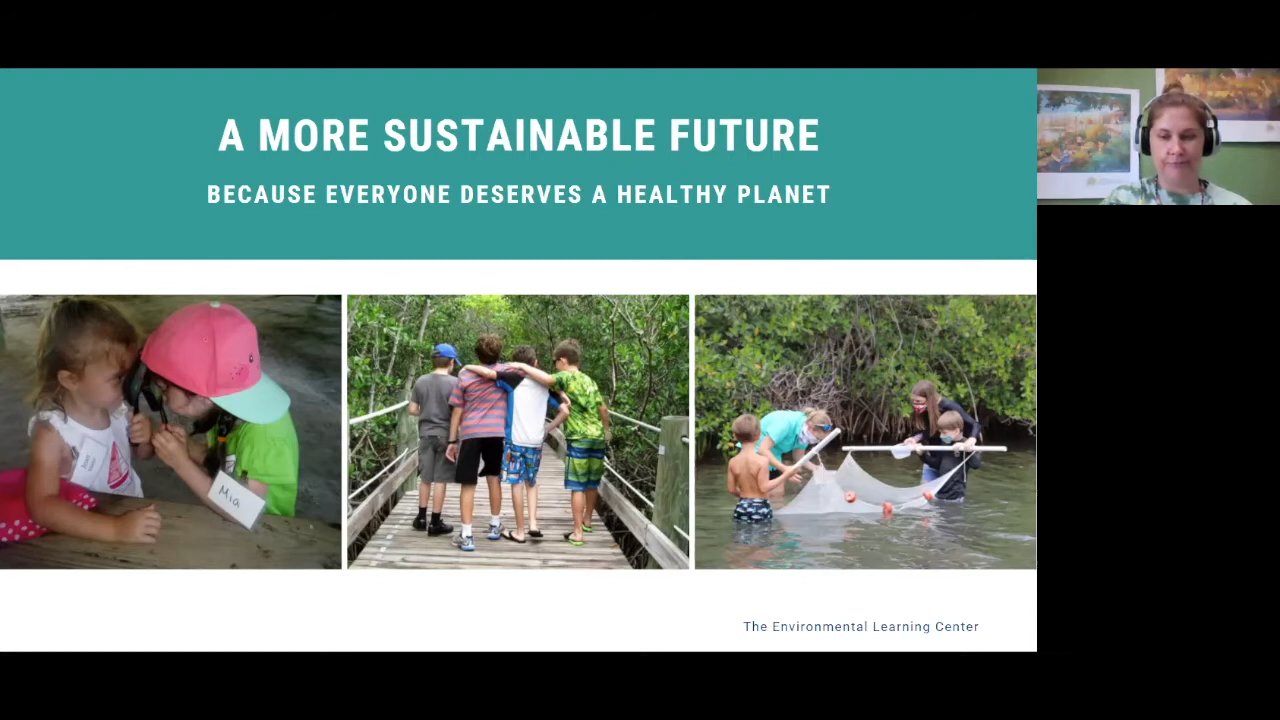 A MORE SUSTAINABLE FUTURE
BECAUSE EVERYONE DESERVES A HEALTHY PLANET
Mia
The Environmental Learning Center